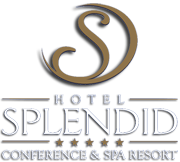 S
HOTEL
SPLENDID
CONFERENCE & SPA RESORT